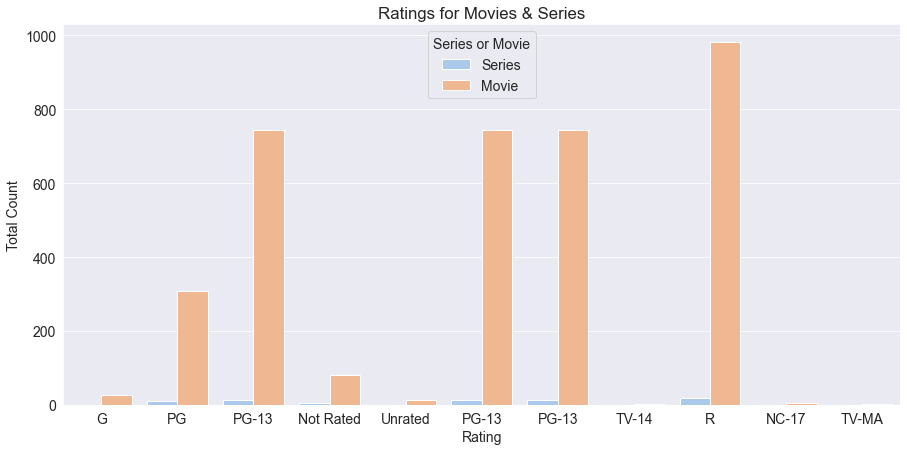 Ratings for Movies & Series
Series or Movie
Series
Movie
Total Count
1000
800
600
400
200
0
G PG PG-13 Not Rated Unrated PG-13 PG-13 TV-14 R NC-17 TV-MA
Rating